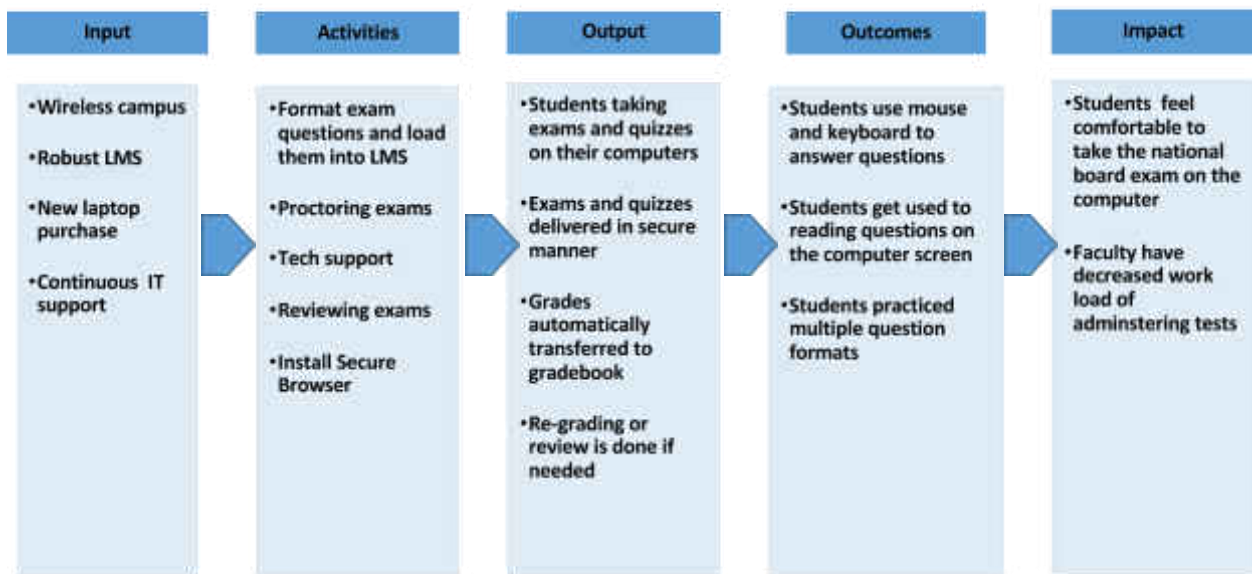 Input
•Wireless campus
•Robust LMS
•New laptop
purchase
•Continuous IT
support
Activities
•Format exam
questions and load
them into LMS
•Proctoring exams
•Tech support
•Reviewing exams
•Install Secure
Browser
Output
•Students taking
exams and quizzes
on their computers
•Exams and quizzes
delivered in secure
manner
•Grades
automatically
transferred to
gradebook
•Re-grading or
review is done if
needed
Outcomes
•Students use mouse
and keyboard to
answer questions
•Students get used to
reading questions on
the computer screen
•Students practiced
multiple question
formats
Impact
•Students feel
comfortable to
take the national
board exam on the
computer
•Faculty have
decreased work
load of
adminstering tests